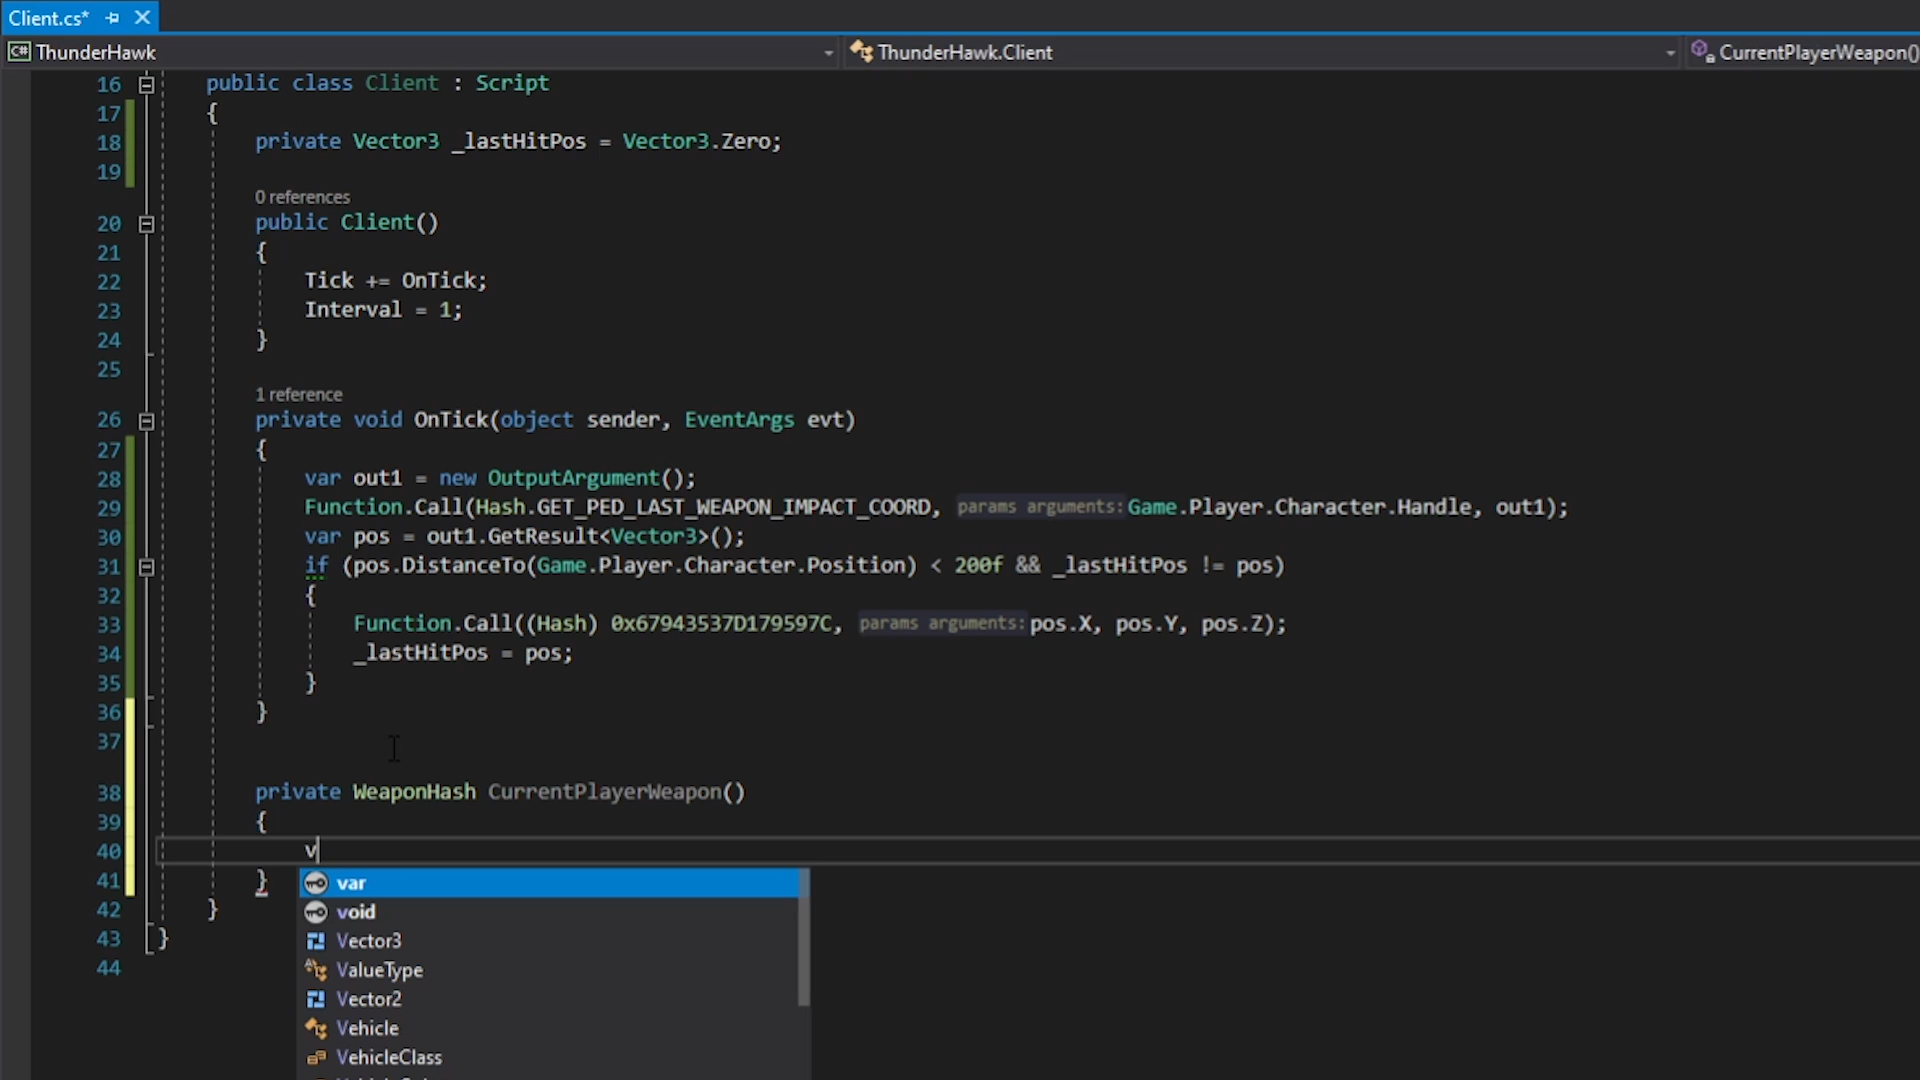 Client.cs*
C# ThunderHawk ThunderHawk.Client CurrentPlayerWeapon()
16 public class Client : Script
17 {
18 private Vector3 _lastHitPos = Vector3.Zero;
19
0 references
20 public Client()
21 {
22 Tick += OnTick;
23 Interval = 1;
24 }
25
1 reference
26 private void OnTick(object sender, EventArgs evt)
27 {
28 var out1 = new OutputArgument();
29 Function.Call(Hash.GET_PED_LAST_WEAPON_IMPACT_COORD, params arguments: Game.Player.Character.Handle, out1);
30 var pos = out1.GetResult<Vector3>();
31 if (pos.DistanceTo(Game.Player.Character.Position) < 200f && _lastHitPos != pos)
32 {
33 Function.Call((Hash) 0x67943537D179597C, params arguments: pos.X, pos.Y, pos.Z);
34 _lastHitPos = pos;
35 }
36 }
37
38 private WeaponHash CurrentPlayerWeapon()
39 {
40 v
41 }
42 }
43 }
44
var
void
Vector3
ValueType
Vector2
Vehicle
VehicleClass